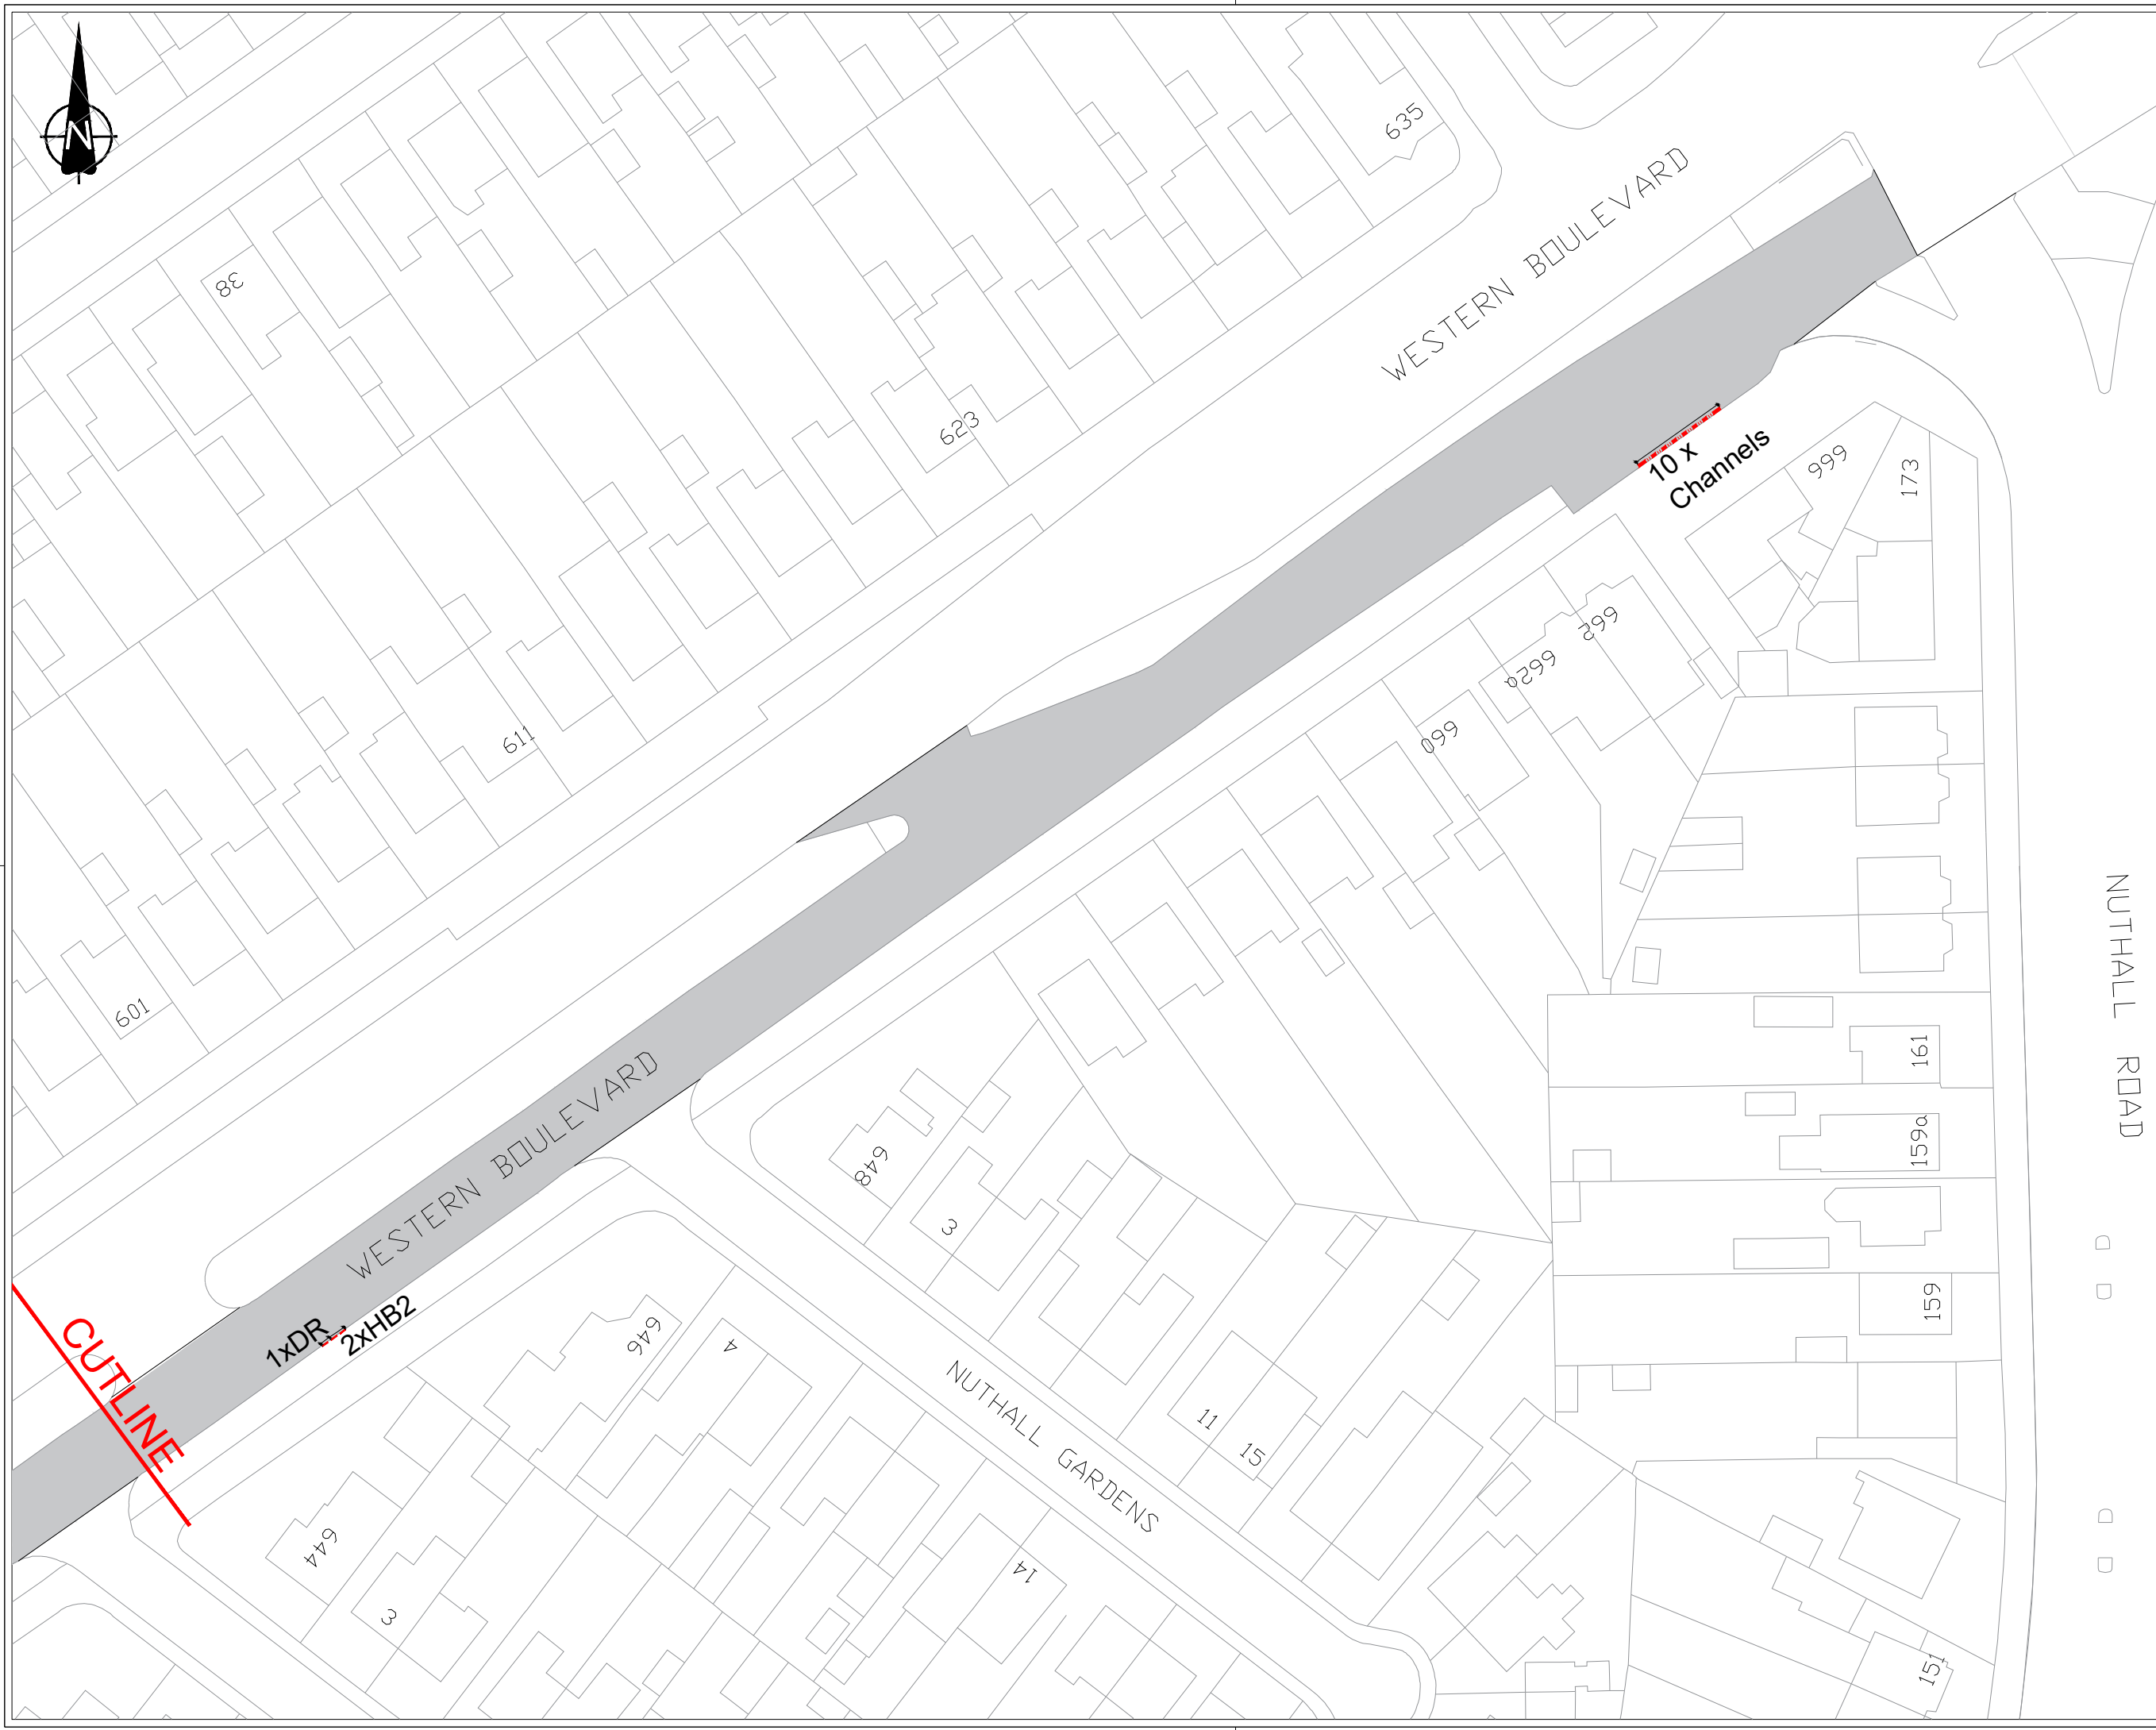 N
635
WESTERN BOULEVARD
38
623
10 x
Channels
666
173
662
662a
660
611
NUTHALL ROAD
601
WESTERN BOULEVARD
161
648
159a
3
1xDR
2xHB2
CUTLINE
646
4
159
NUTHALL GARDENS
11
15
644
14
3
151